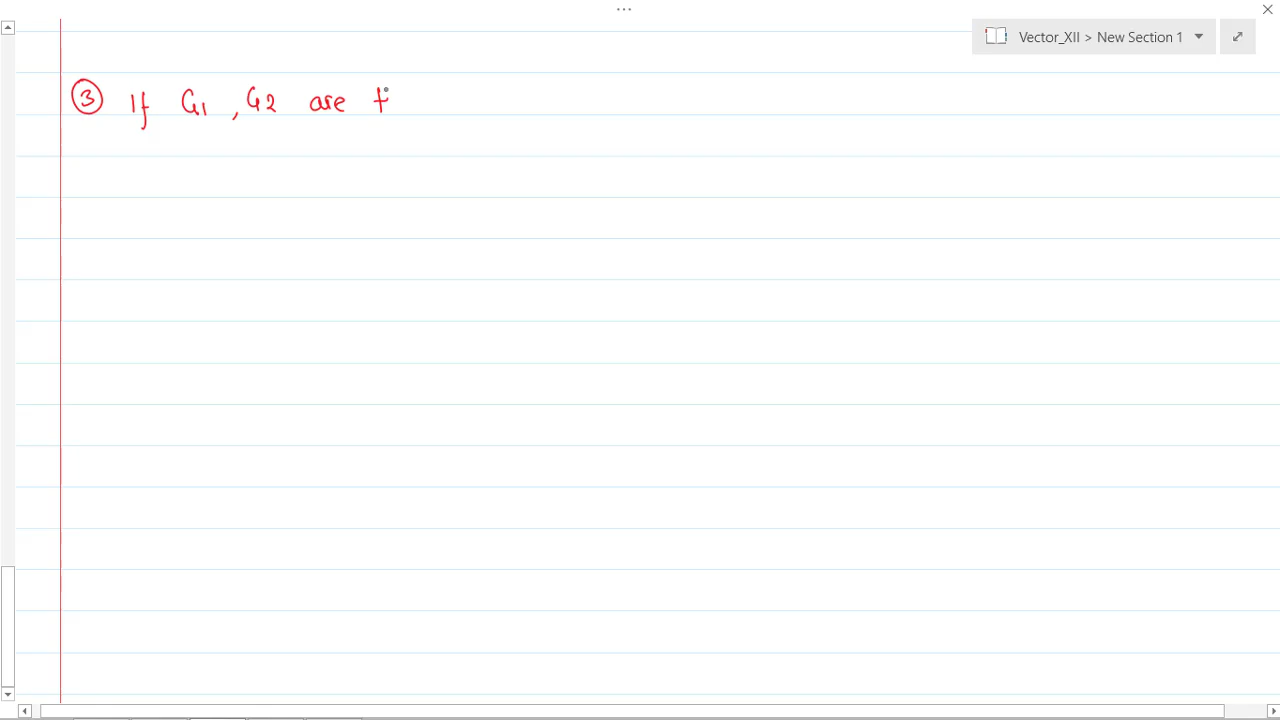 ...
Vector_XII > New Section 1
③ If G1 , G2 are t